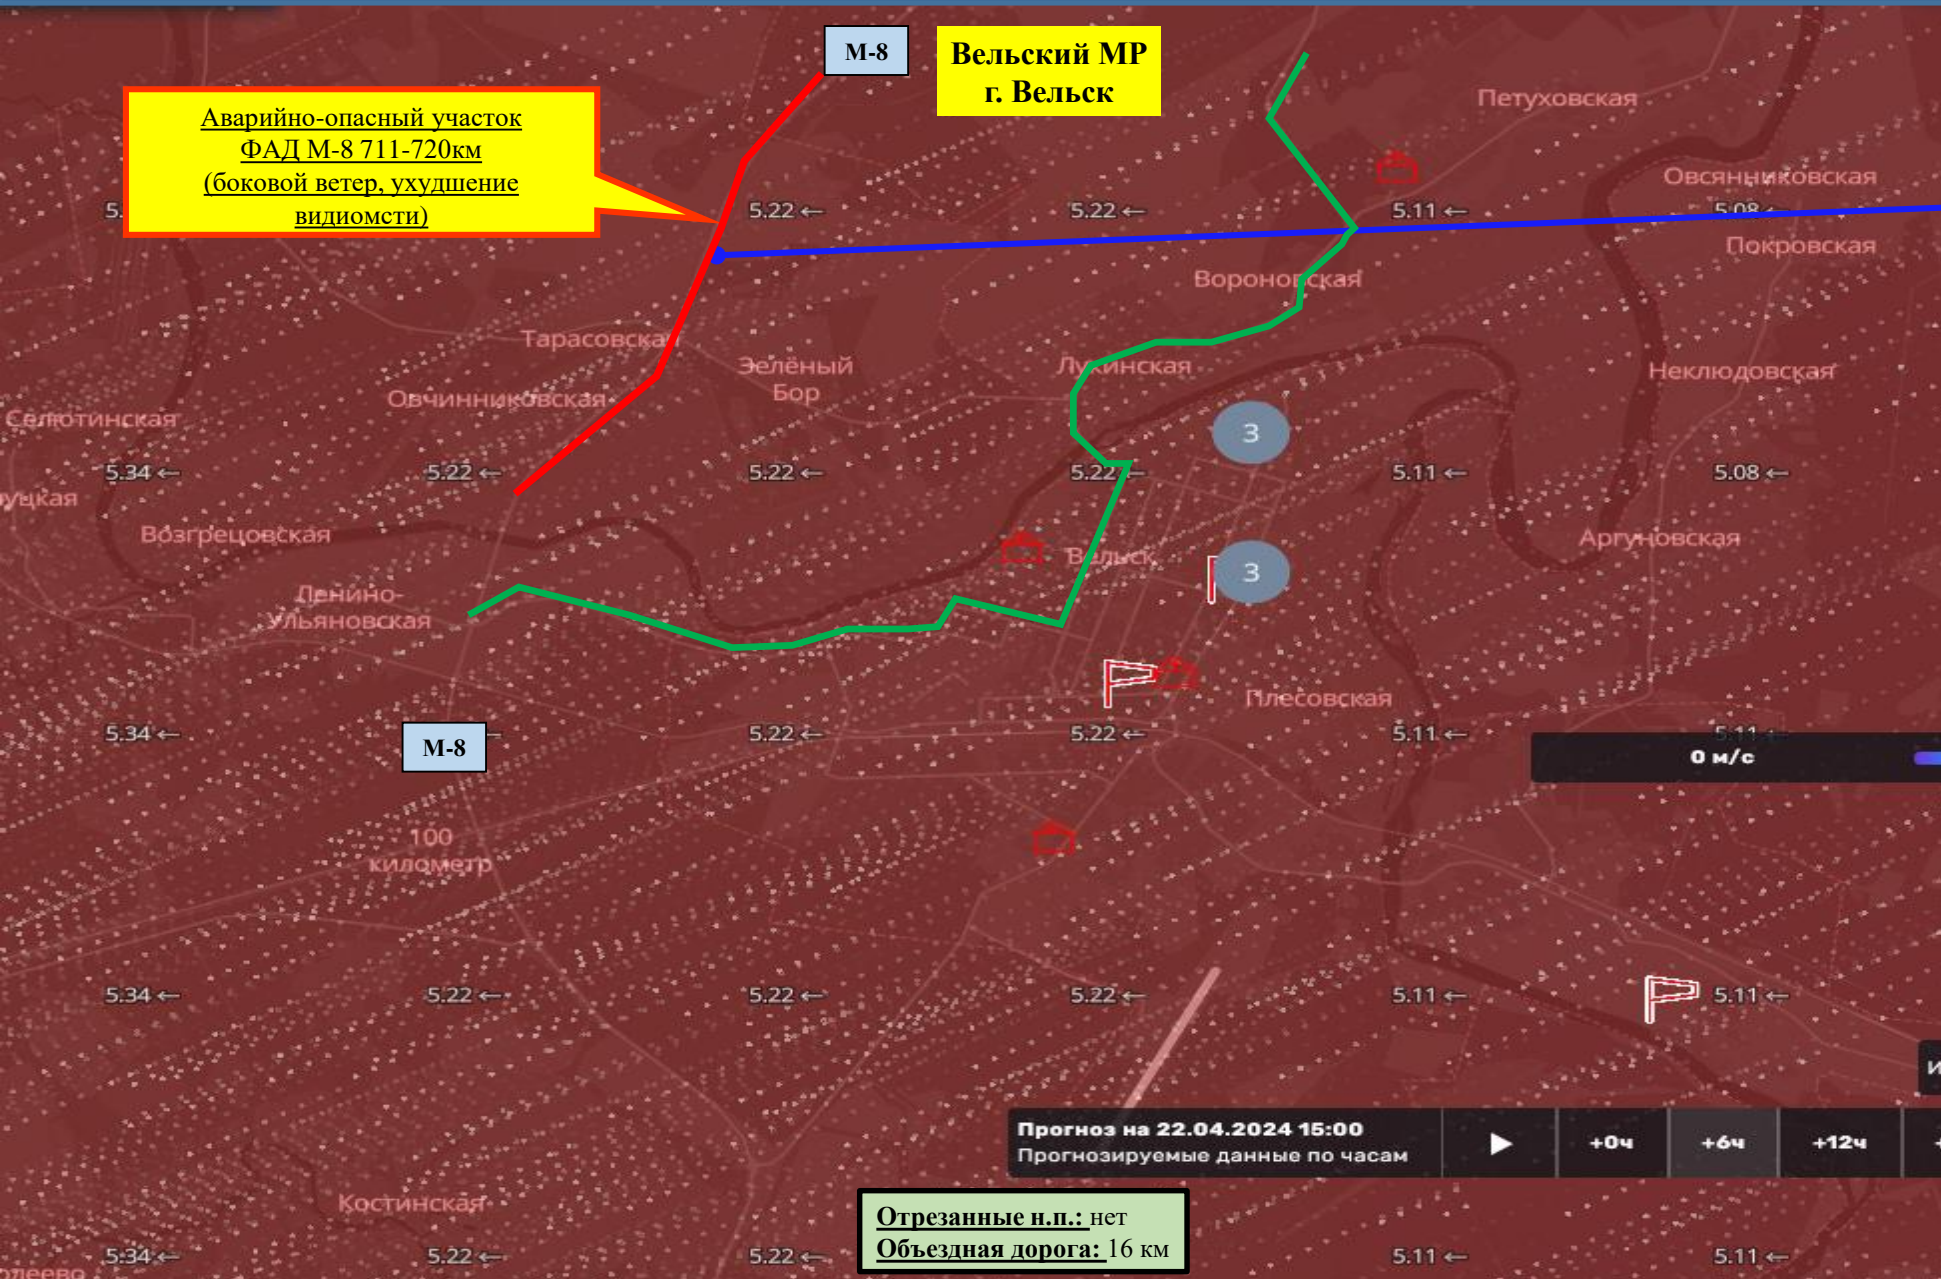 М-8
Вельский МР
г. Вельск
Аварийно-опасный участок
ФАД М-8 711-720км
(боковой ветер, ухудшение
видиомсти)
Петуховская
Овсянниковская
5.22 ←
5.22 ←
5.11 ←
5.08 ←
Покровская
Вороновская
Тарасовская
Зелёный
Бор
Лукинская
Неклюдовская
Овчинниковская
Селютинская
3
5.34 ←
5.22 ←
5.22 ←
5.22 ←
5.11 ←
5.08 ←
Возгрецовская
Вельск
Аргуновская
3
Ленино-
Ульяновская
Плесовская
5.34 ←
М-8
5.22 ←
5.22 ←
5.11 ←
5.11 ←
0 м/с
100
километр
5.34 ←
5.22 ←
5.22 ←
5.22 ←
5.11 ←
5.11 ←
Прогноз на 22.04.2024 15:00
Прогнозируемые данные по часам
+0ч
+6ч
+12ч
Костинская
Отрезанные н.п.: нет
Объездная дорога: 16 км
5.34 ←
5.22 ←
5.22 ←
5.11 ←
5.11 ←